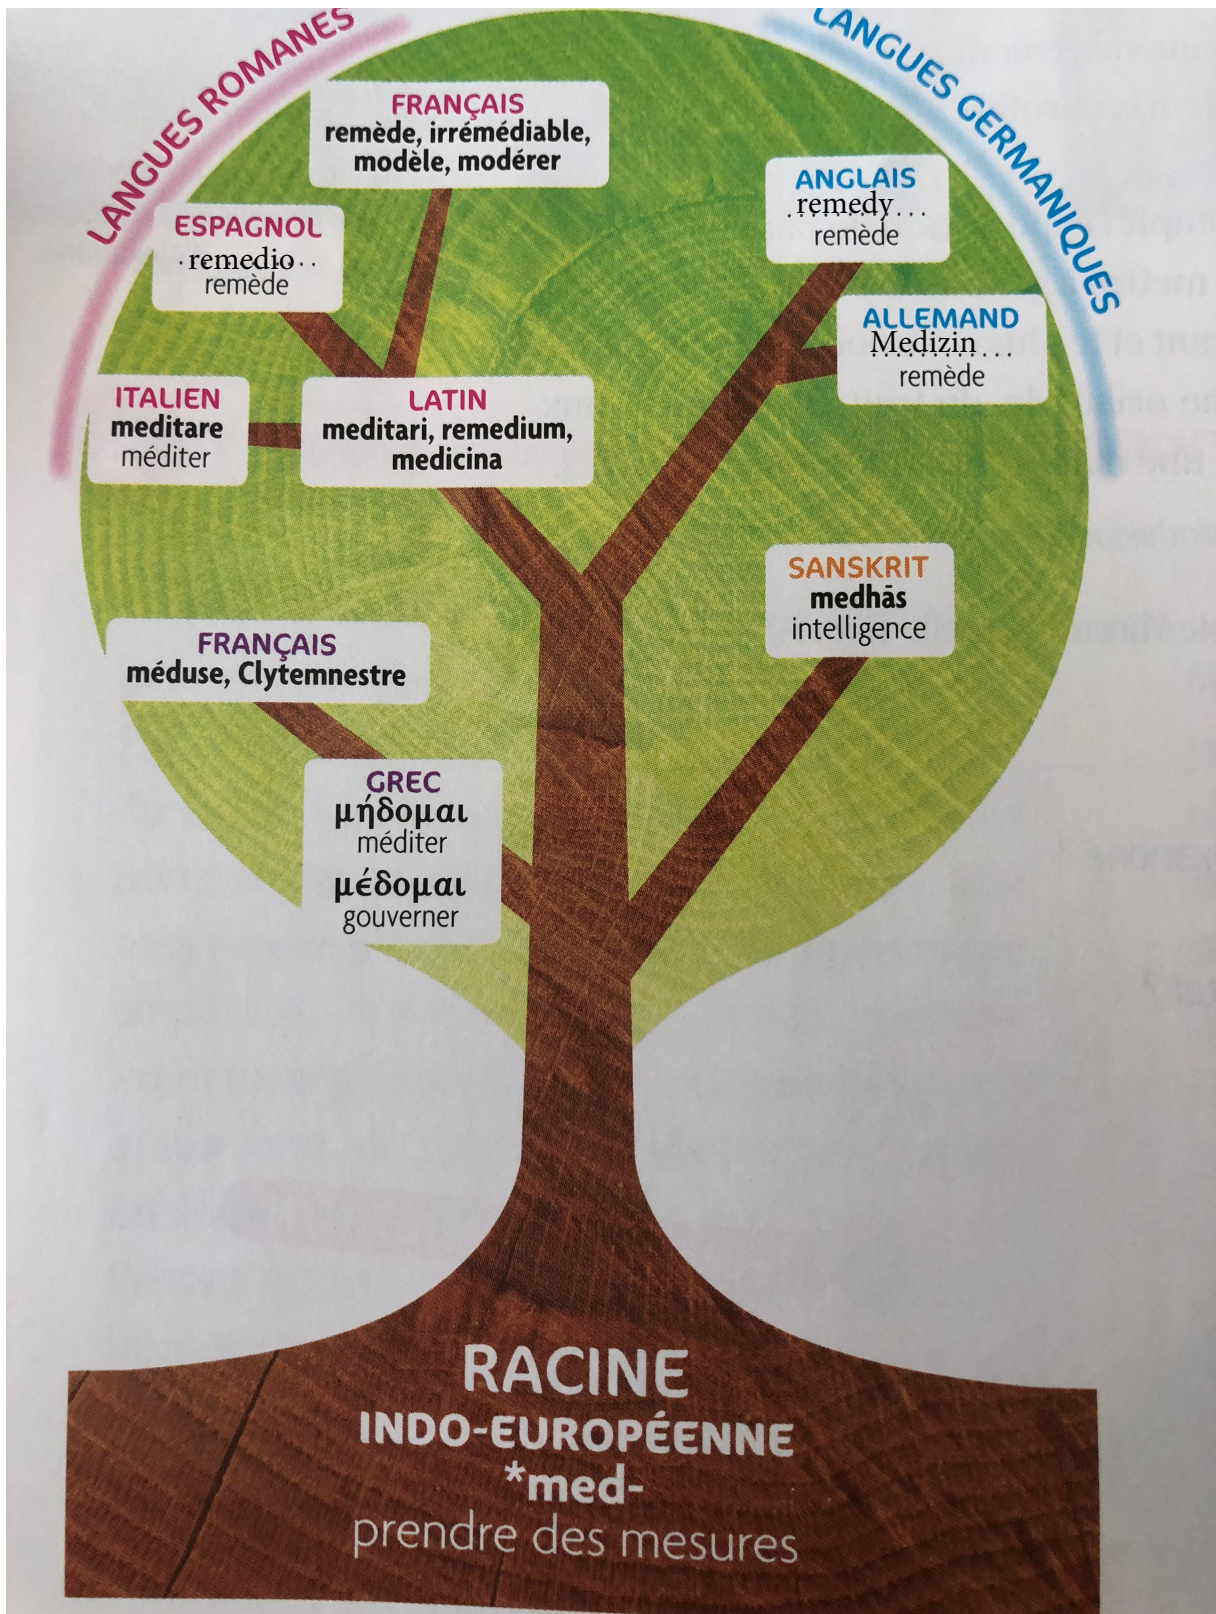 LANGUES ROMANES
LANGUES GERMANIQUES
FRANÇAIS
remède, irrémédiable,
modèle, modérer
ESPAGNOL
remedio
remède
ITALIEN
meditare
méditer
LATIN
meditari, remedium,
medicina
ANGLAIS
remedy
remède
ALLEMAND
Medizin
remède
SANSKRIT
medhās
intelligence
FRANÇAIS
méduse, Clytemnestre
GREC
μήδομαι
méditer
μέδομαι
gouverner
RACINE
INDO-EUROPÉENNE
*med-
prendre des mesures